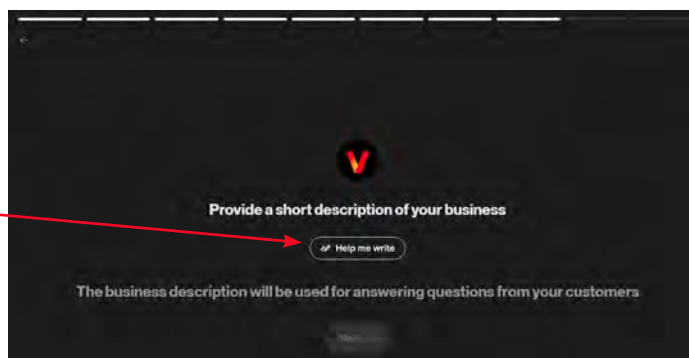 Provide a short description of your business
Help me write
The business description will be used for answering questions from your customers